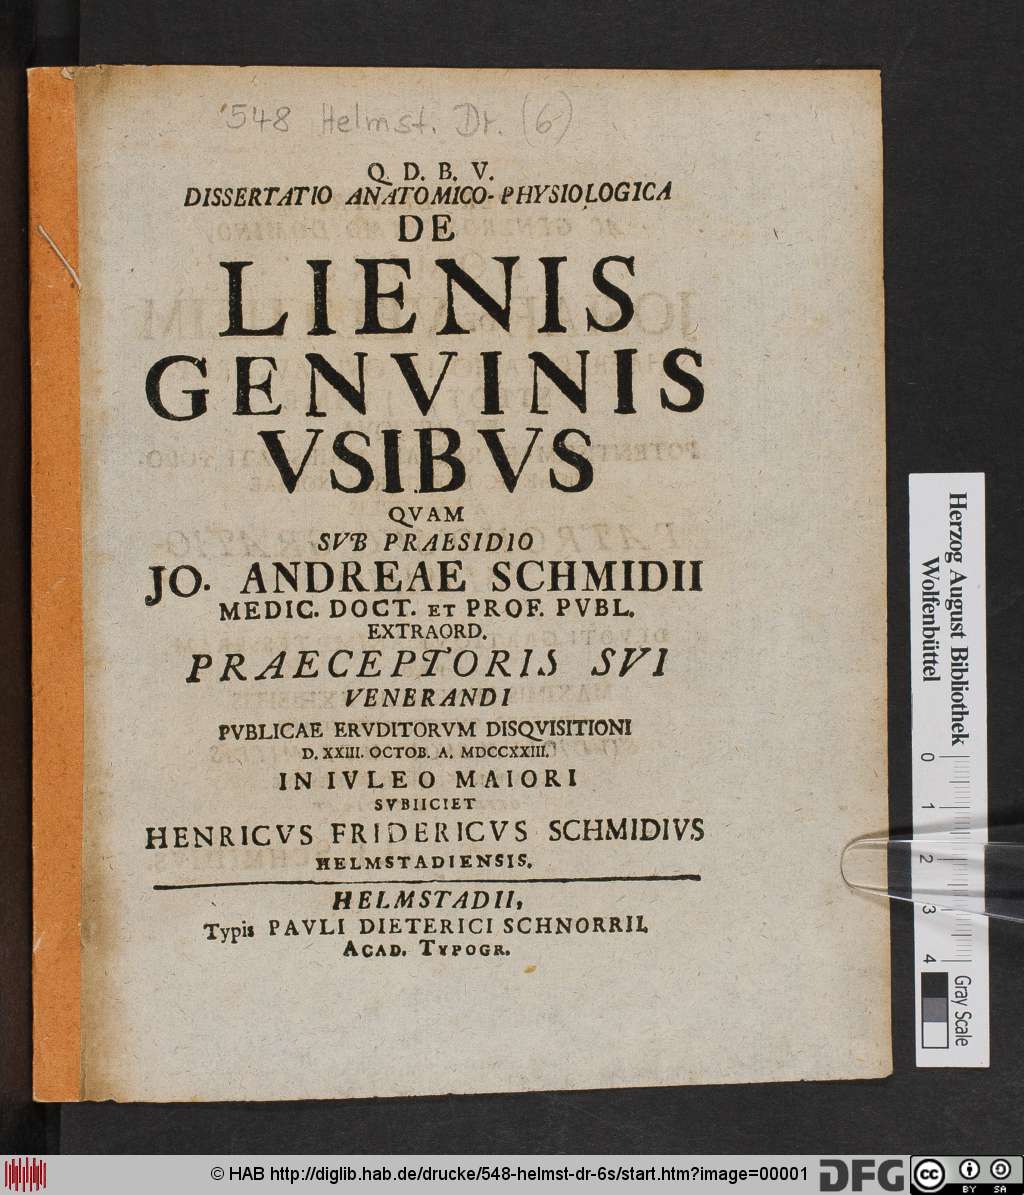 548 Helmst. Dr. (6)
Q. D. B. V.
DISSERTATIO ANATOMICO-PHYSIOLOGICA
DE
LIENIS
GENVINIS
VSIBVS
QVAM
SVB PRAESIDIO
JO. ANDREAE SCHMIDII
MEDIC. DOCT. ET PROF. PVBL.
EXTRAORD.
PRAECEPTORIS SVI
VENERANDI
PVBLICAE ERVDITORVM DISQVISITIONI
D. XXIII. OCTOB. A. MDCCXXIII.
IN IVLEO MAIORI
SVBIICIET
HENRICVS FRIDERICVS SCHMIDIVS
HELMSTADIENSIS.
HELMSTADII,
Typis PAVLI DIETERICI SCHNORRII,
ACAD. TYPOGR.
Herzog August Bibliothek
Wolfenbüttel
0 1 2 3 4
Gray Scale
© HAB http://diglib.hab.de/drucke/548-helmst-dr-6s/start.htm?image=00001
DFG
cc BY SA